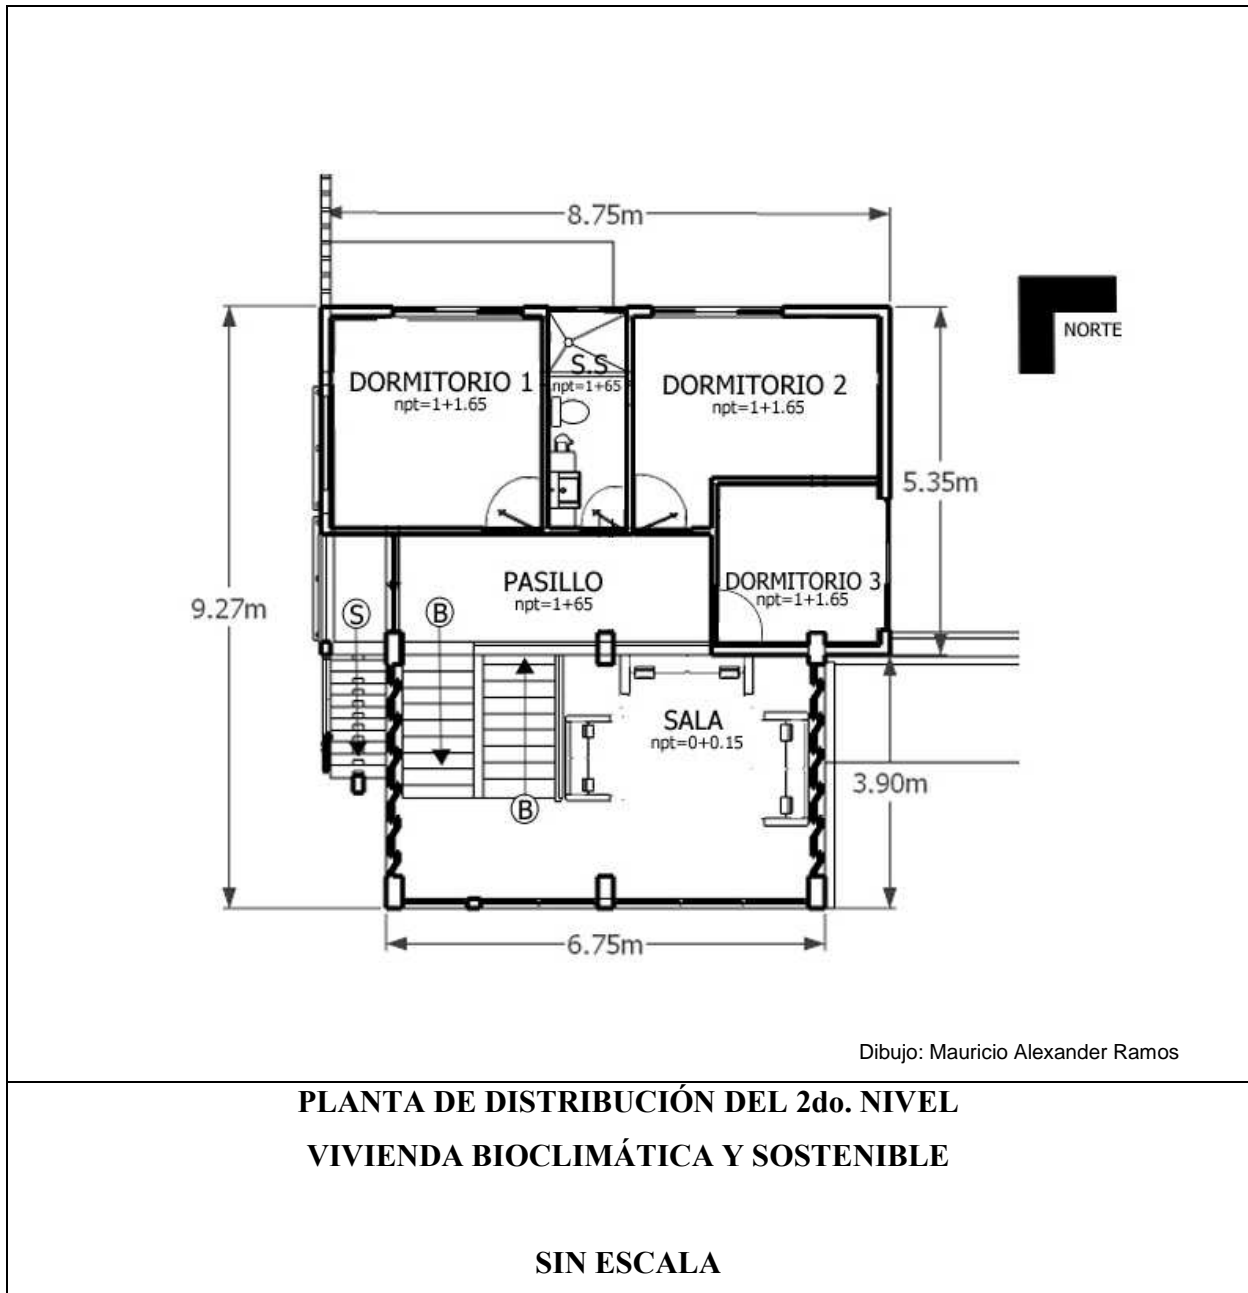 8.75m
NORTE
DORMITORIO 1
npt=1+1.65
S.S
npt=1+65
DORMITORIO 2
npt=1+1.65
5.35m
9.27m
PASILLO
npt=1+65
DORMITORIO 3
npt=1+1.65
S
B
SALA
npt=0+0.15
3.90m
B
6.75m
Dibujo: Mauricio Alexander Ramos
PLANTA DE DISTRIBUCIÓN DEL 2do. NIVEL
VIVIENDA BIOCLIMÁTICA Y SOSTENIBLE
SIN ESCALA